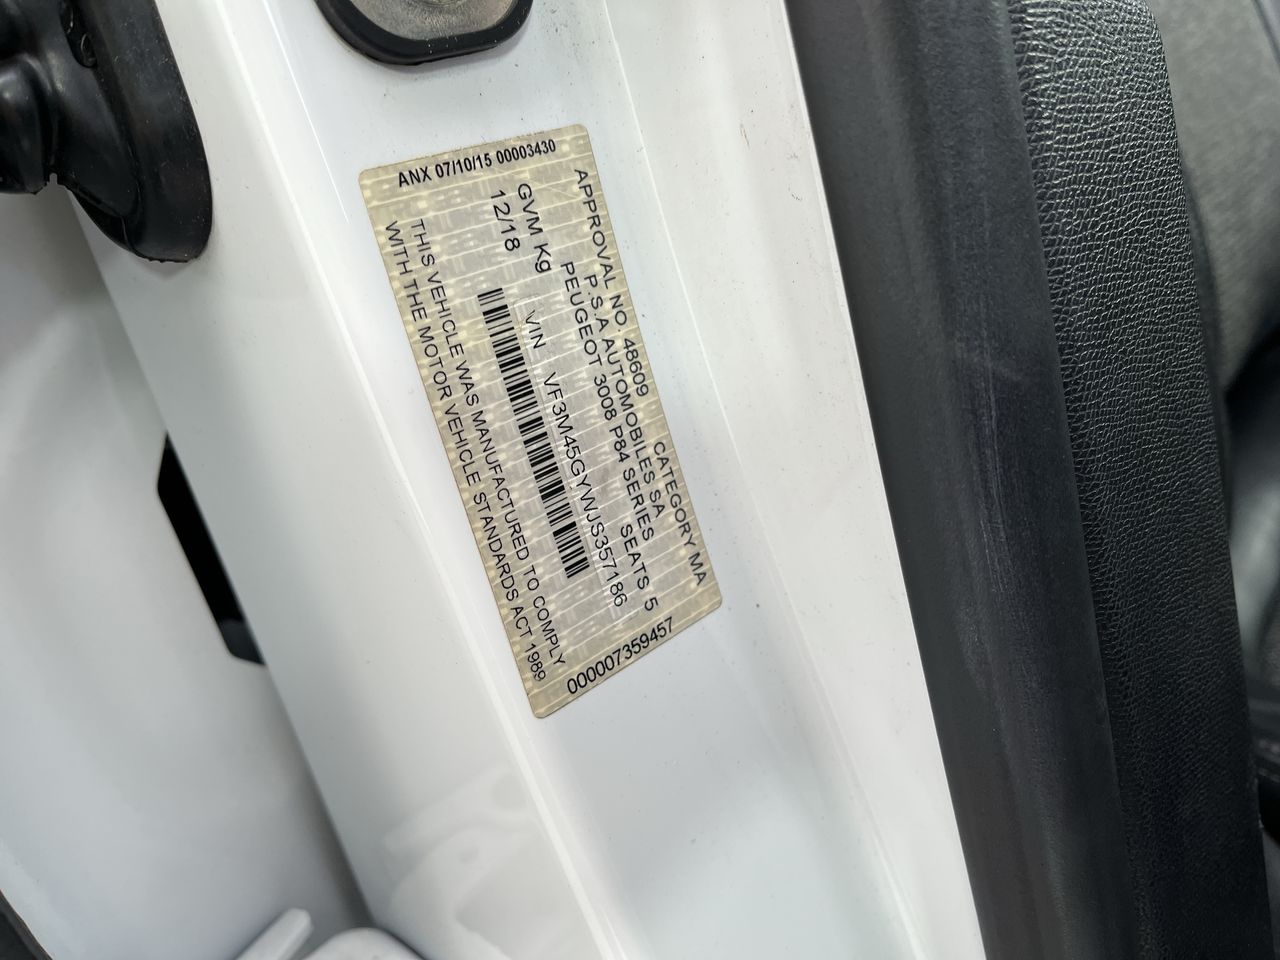 ANX 07/10/15 00003430
APPROVAL NO. 48609 CATEGORY MA
P.S.A AUTOMOBILES SA
PEUGEOT 3008 P84 SERIES SEATS 5
GVM Kg VIN VF3M45GYWJS357186
12/18
THIS VEHICLE WAS MANUFACTURED TO COMPLY
WITH THE MOTOR VEHICLE STANDARDS ACT 1989
000007359457